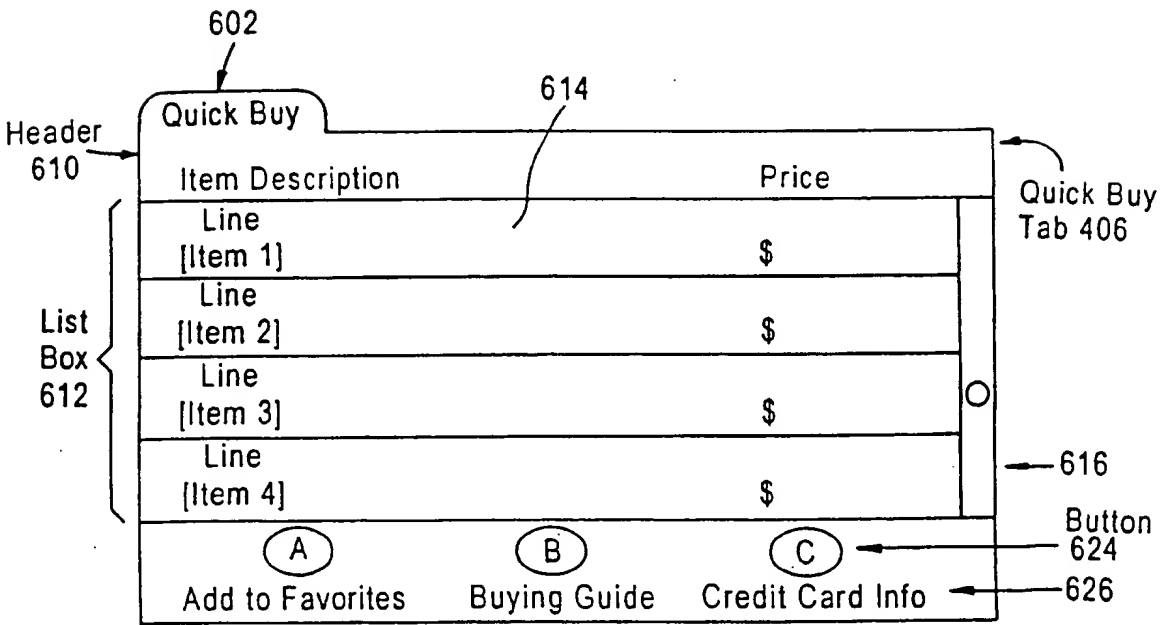 602
614
Quick Buy
Header
610
Item Description Price
Quick Buy
Tab 406
Line
[Item 1] $
Line
[Item 2] $
List
Box
612
Line
[Item 3] $
Line
[Item 4] $
616
A B C
Button
624
Add to Favorites Buying Guide Credit Card Info
626